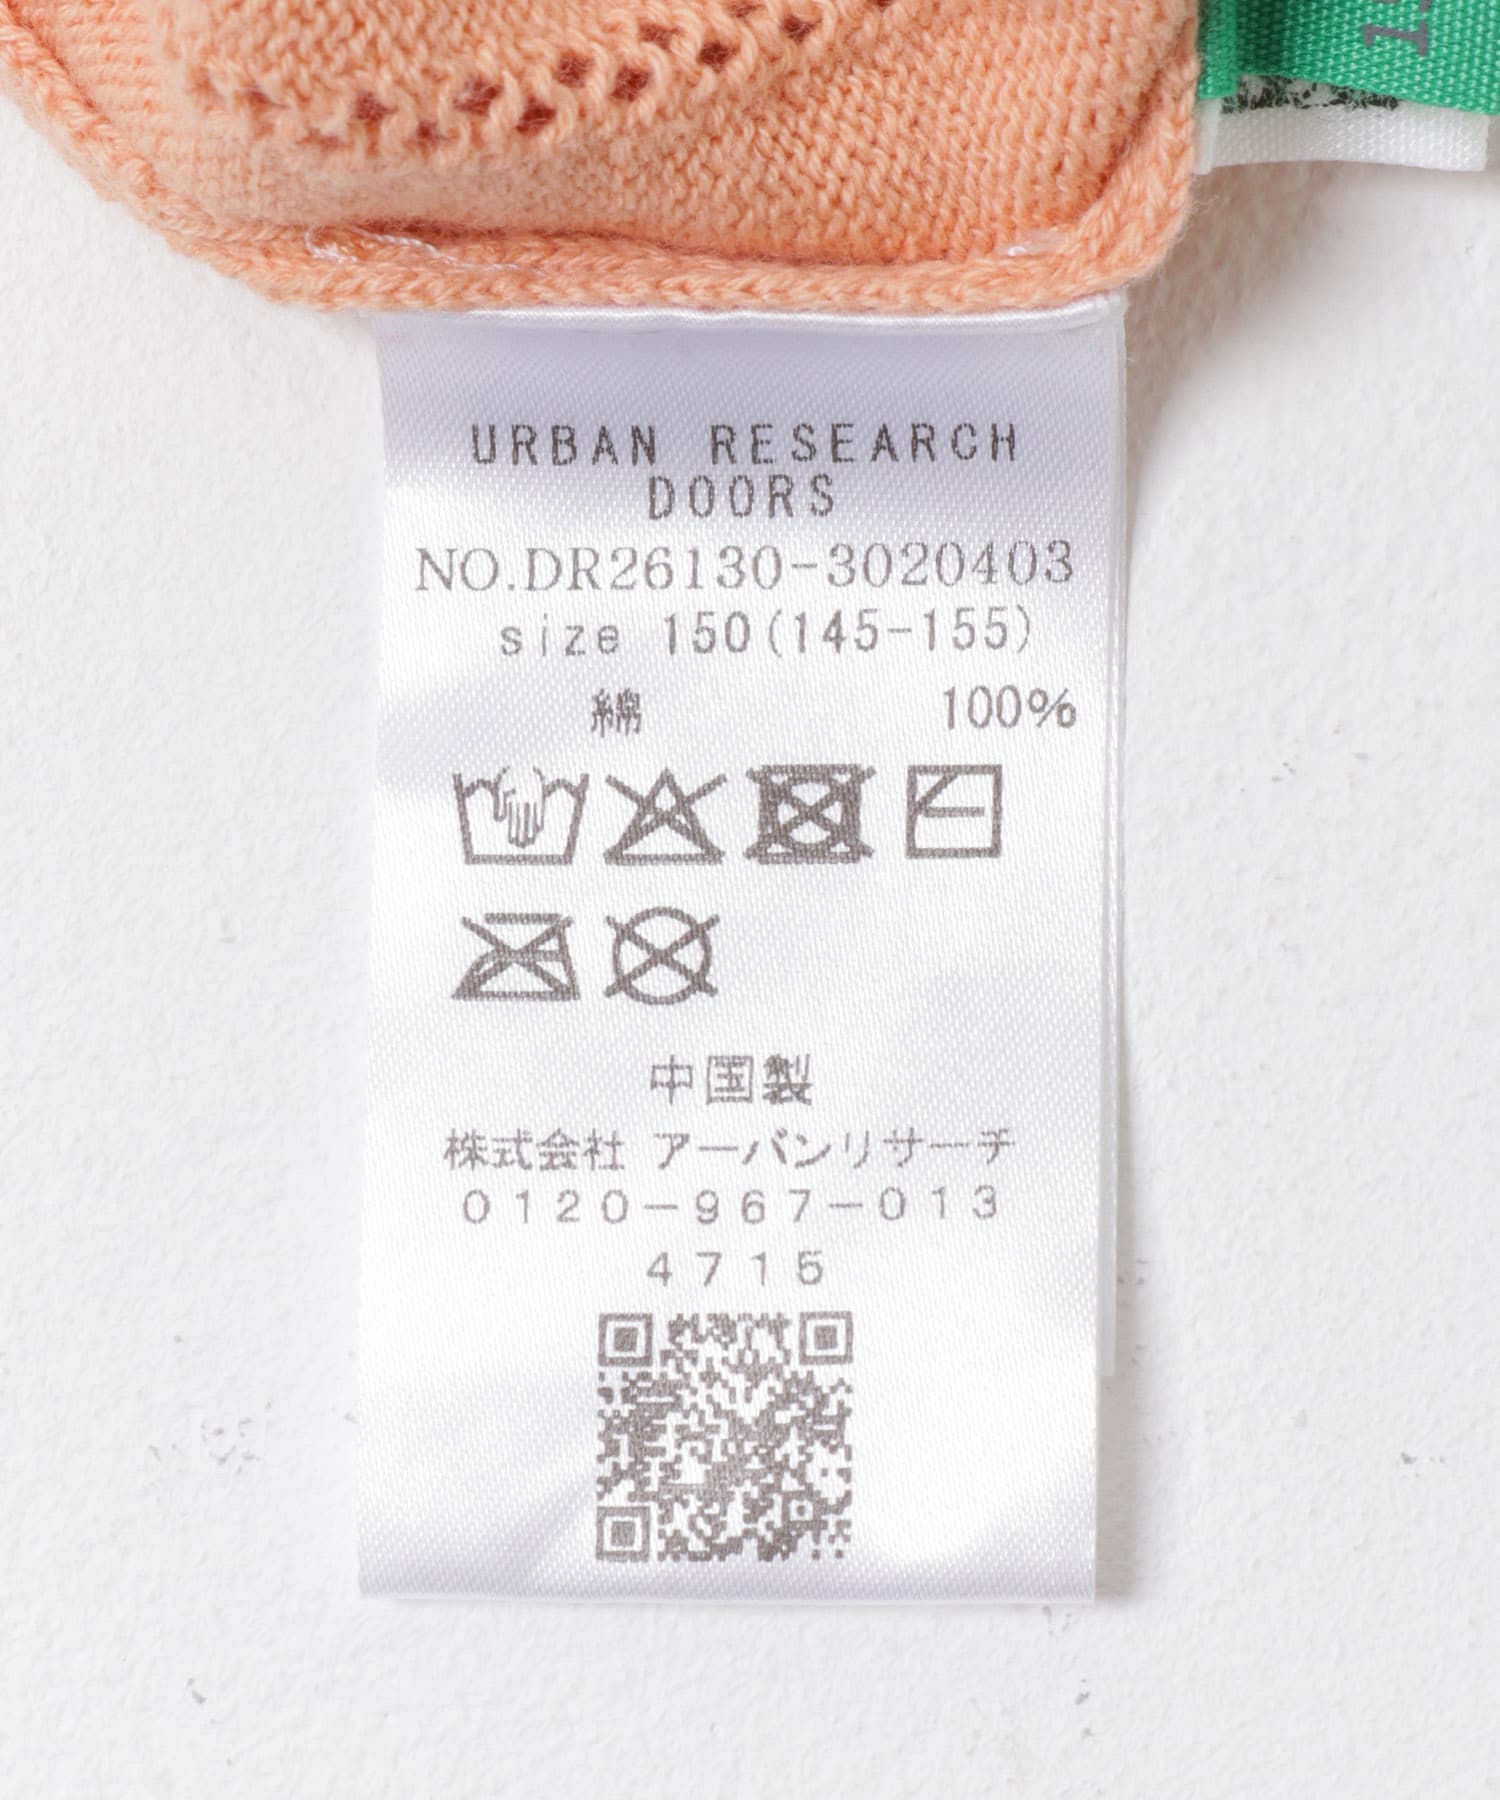 URBAN RESEARCH
DOORS
NO.DR26130-3020403
size 150(145-155)
綿 100%
中国製
株式会社 アーバンリサーチ
0120-967-013
4715